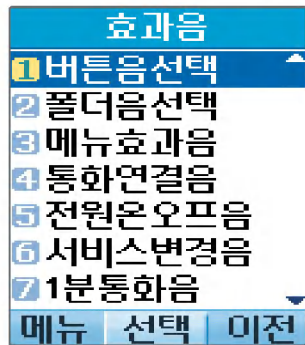 효과음
1 버튼음선택
2 폴더음선택
3 메뉴효과음
4 통화연결음
5 전원온오프음
6 서비스변경음
7 1분통화음
메뉴 선택 이전